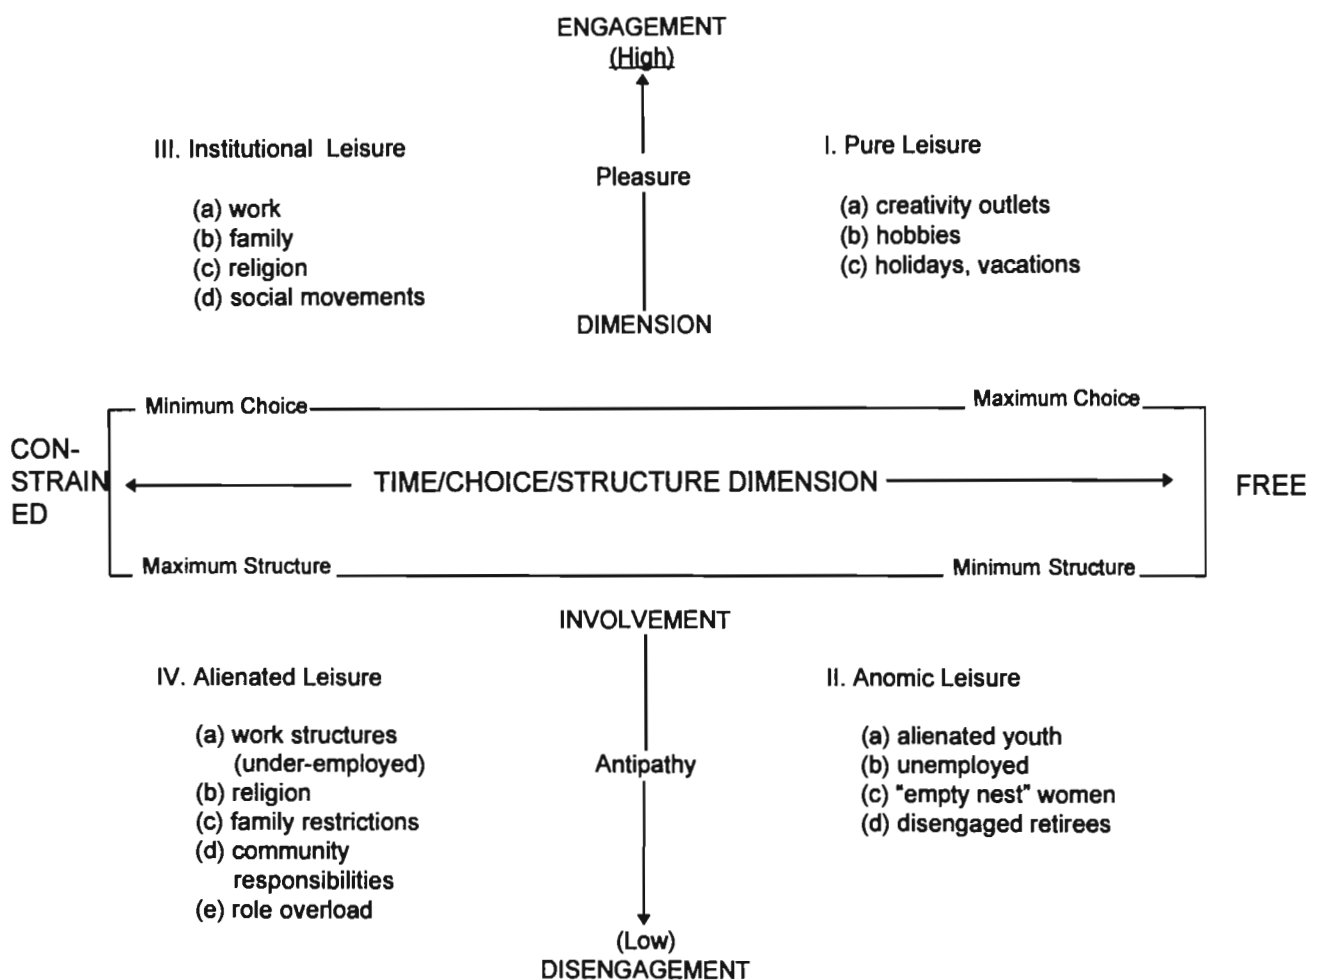 ENGAGEMENT
(High)
III. Institutional Leisure
(a) work
(b) family
(c) religion
(d) social movements
Pleasure
I. Pure Leisure
(a) creativity outlets
(b) hobbies
(c) holidays, vacations
DIMENSION
Minimum Choice
Maximum Choice
CON-
STRAIN
ED
TIME/CHOICE/STRUCTURE DIMENSION
FREE
Maximum Structure
Minimum Structure
INVOLVEMENT
IV. Alienated Leisure
(a) work structures
(under-employed)
(b) religion
(c) family restrictions
(d) community
responsibilities
(e) role overload
Antipathy
II. Anomic Leisure
(a) alienated youth
(b) unemployed
(c) "empty nest" women
(d) disengaged retirees
(Low)
DISENGAGEMENT